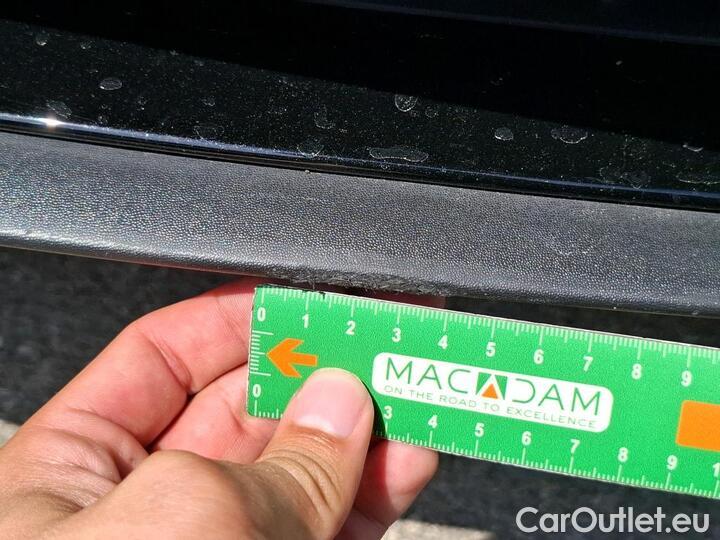 0 1 2 3 4 5 6 7 8 9
MACADAM
ON THE ROAD TO EXCELLENCE
0 3 4 5 6 7 8 9 1
CarOutlet.eu